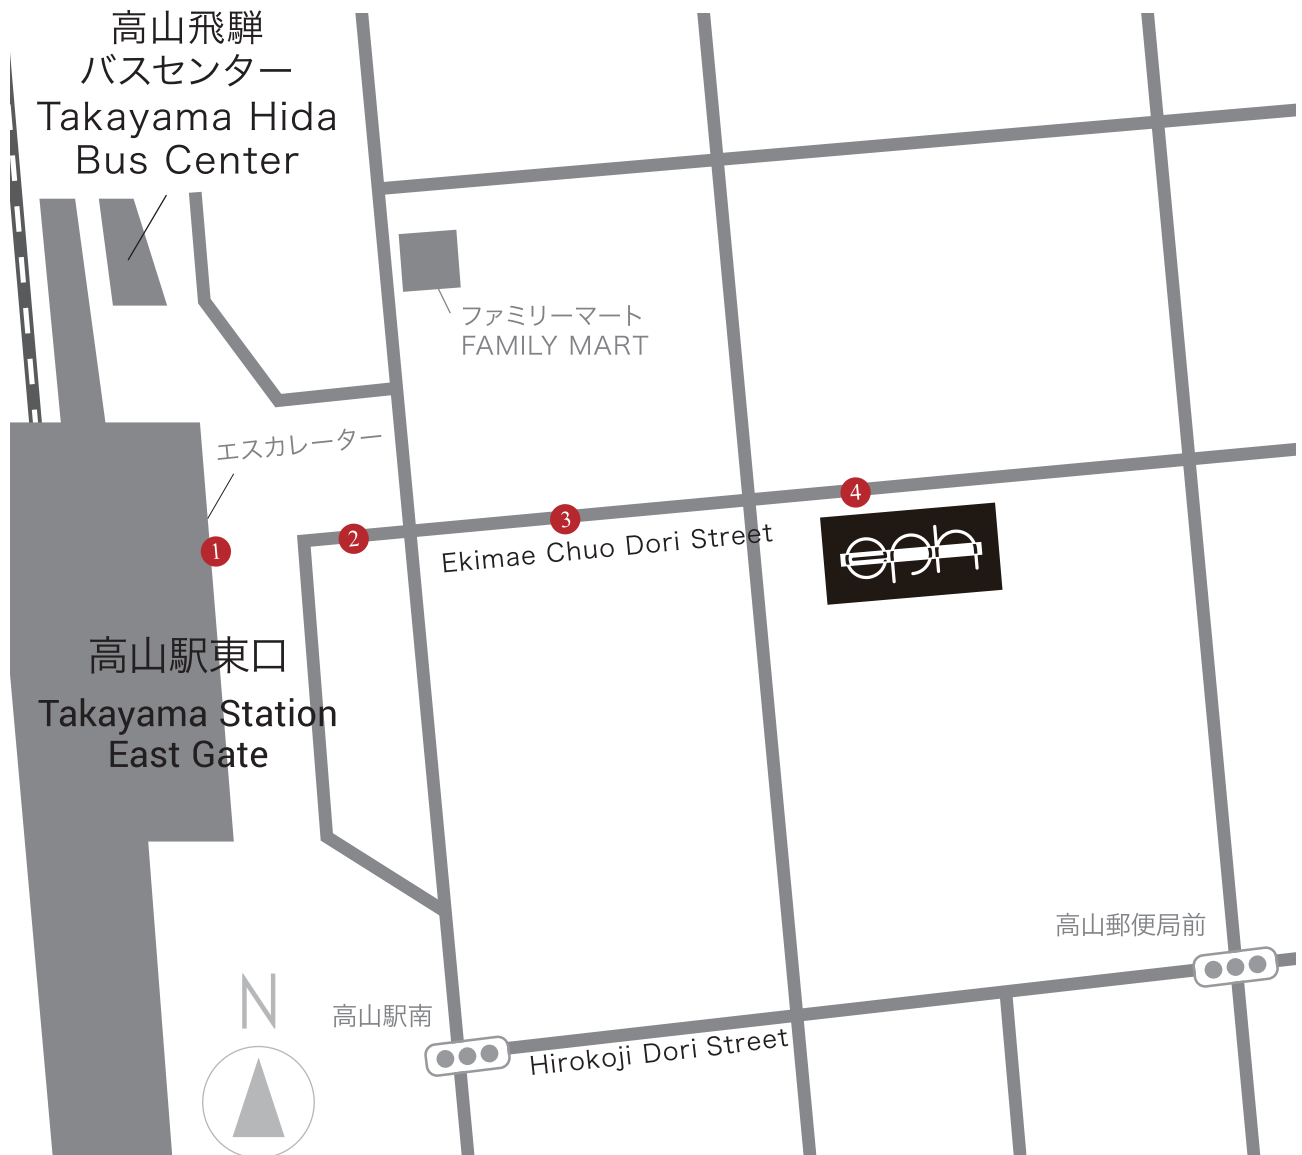 高山飛騨
バスセンター
Takayama Hida
Bus Center
ファミリーマート
FAMILY MART
エスカレーター
1
2
3
4
Ekimae Chuo Dori Street
高山駅東口
Takayama Station
East Gate
高山郵便局前
N
高山駅南
Hirokoji Dori Street